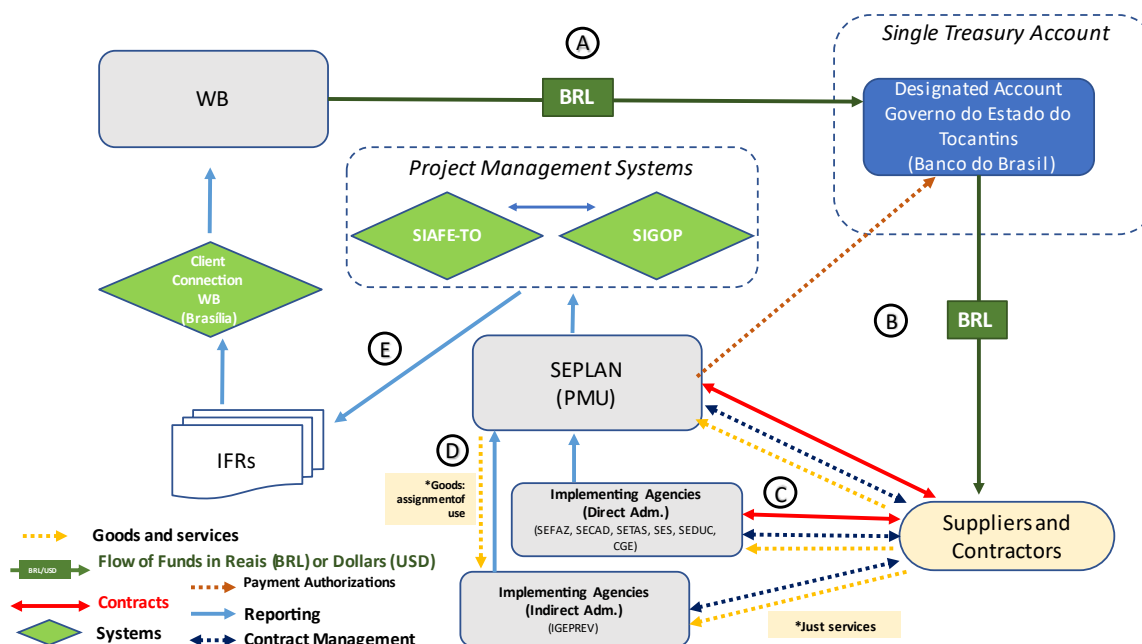 A
Single Treasury Account
WB
BRL
Designated Account
Governo do Estado do
Tocantins
(Banco do Brasil)
Project Management Systems
SIAFE-TO
SIGOP
Client
Connection
WB
(Brasília)
B
BRL
E
SEPLAN
(PMU)
IFRs
D
*Goods:
assignmentof
use
Implementing Agencies
(Direct Adm.)
(SEFAZ, SECAD, SETAS, SES, SEDUC,
CGE)
C
Suppliers and
Contractors
Goods and services
BRL/USD
Flow of Funds in Reais (BRL) or Dollars (USD)
Payment Authorizations
Contracts
Reporting
Systems
Contract Management
Implementing Agencies
(Indirect Adm.)
(IGEPREV)
*Just services